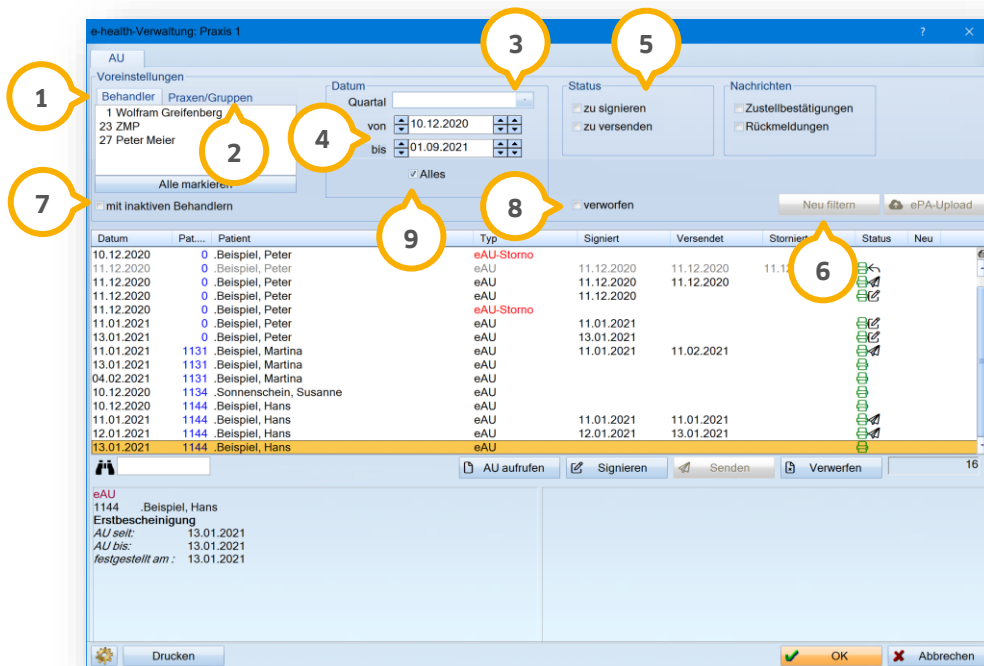 e-health-Verwaltung: Praxis 1 ? ×
AU
Voreinstellungen
Behandler Praxen/Gruppen
1 Wolfram Greifenberg
23 ZMP
27 Peter Meier
Alle markieren
mit inaktiven Behandlern
Datum
Quartal
von 10.12.2020
bis 01.09.2021
Alles
Status
zu signieren
zu versenden
Nachrichten
Zustellbestätigungen
Rückmeldungen
verworfen
Neu filtern ePA-Upload
1
2
3
4
5
6
7
8
9
Datum Pat.... Patient Typ Signiert Versendet Storniert Status Neu
10.12.2020 0 .Beispiel, Peter eAU-Storno
11.12.2020 0 .Beispiel, Peter eAU 11.12.2020 11.12.2020 11.12
11.12.2020 0 .Beispiel, Peter eAU 11.12.2020 11.12.2020
11.12.2020 0 .Beispiel, Peter eAU 11.12.2020
11.12.2020 0 .Beispiel, Peter eAU-Storno
11.01.2021 0 .Beispiel, Peter eAU 11.01.2021
13.01.2021 0 .Beispiel, Peter eAU 13.01.2021
11.01.2021 1131 .Beispiel, Martina eAU 11.01.2021 11.02.2021
13.01.2021 1131 .Beispiel, Martina eAU
04.02.2021 1131 .Beispiel, Martina eAU
10.12.2020 1134 .Sonnenschein, Susanne eAU
10.12.2020 1144 .Beispiel, Hans eAU
11.01.2021 1144 .Beispiel, Hans eAU 11.01.2021 11.01.2021
12.01.2021 1144 .Beispiel, Hans eAU 12.01.2021 13.01.2021
13.01.2021 1144 .Beispiel, Hans eAU
AU aufrufen Signieren Senden Verwerfen 16
eAU
1144 .Beispiel, Hans
Erstbescheinigung
AU seit: 13.01.2021
AU bis: 13.01.2021
festgestellt am : 13.01.2021
Drucken OK Abbrechen